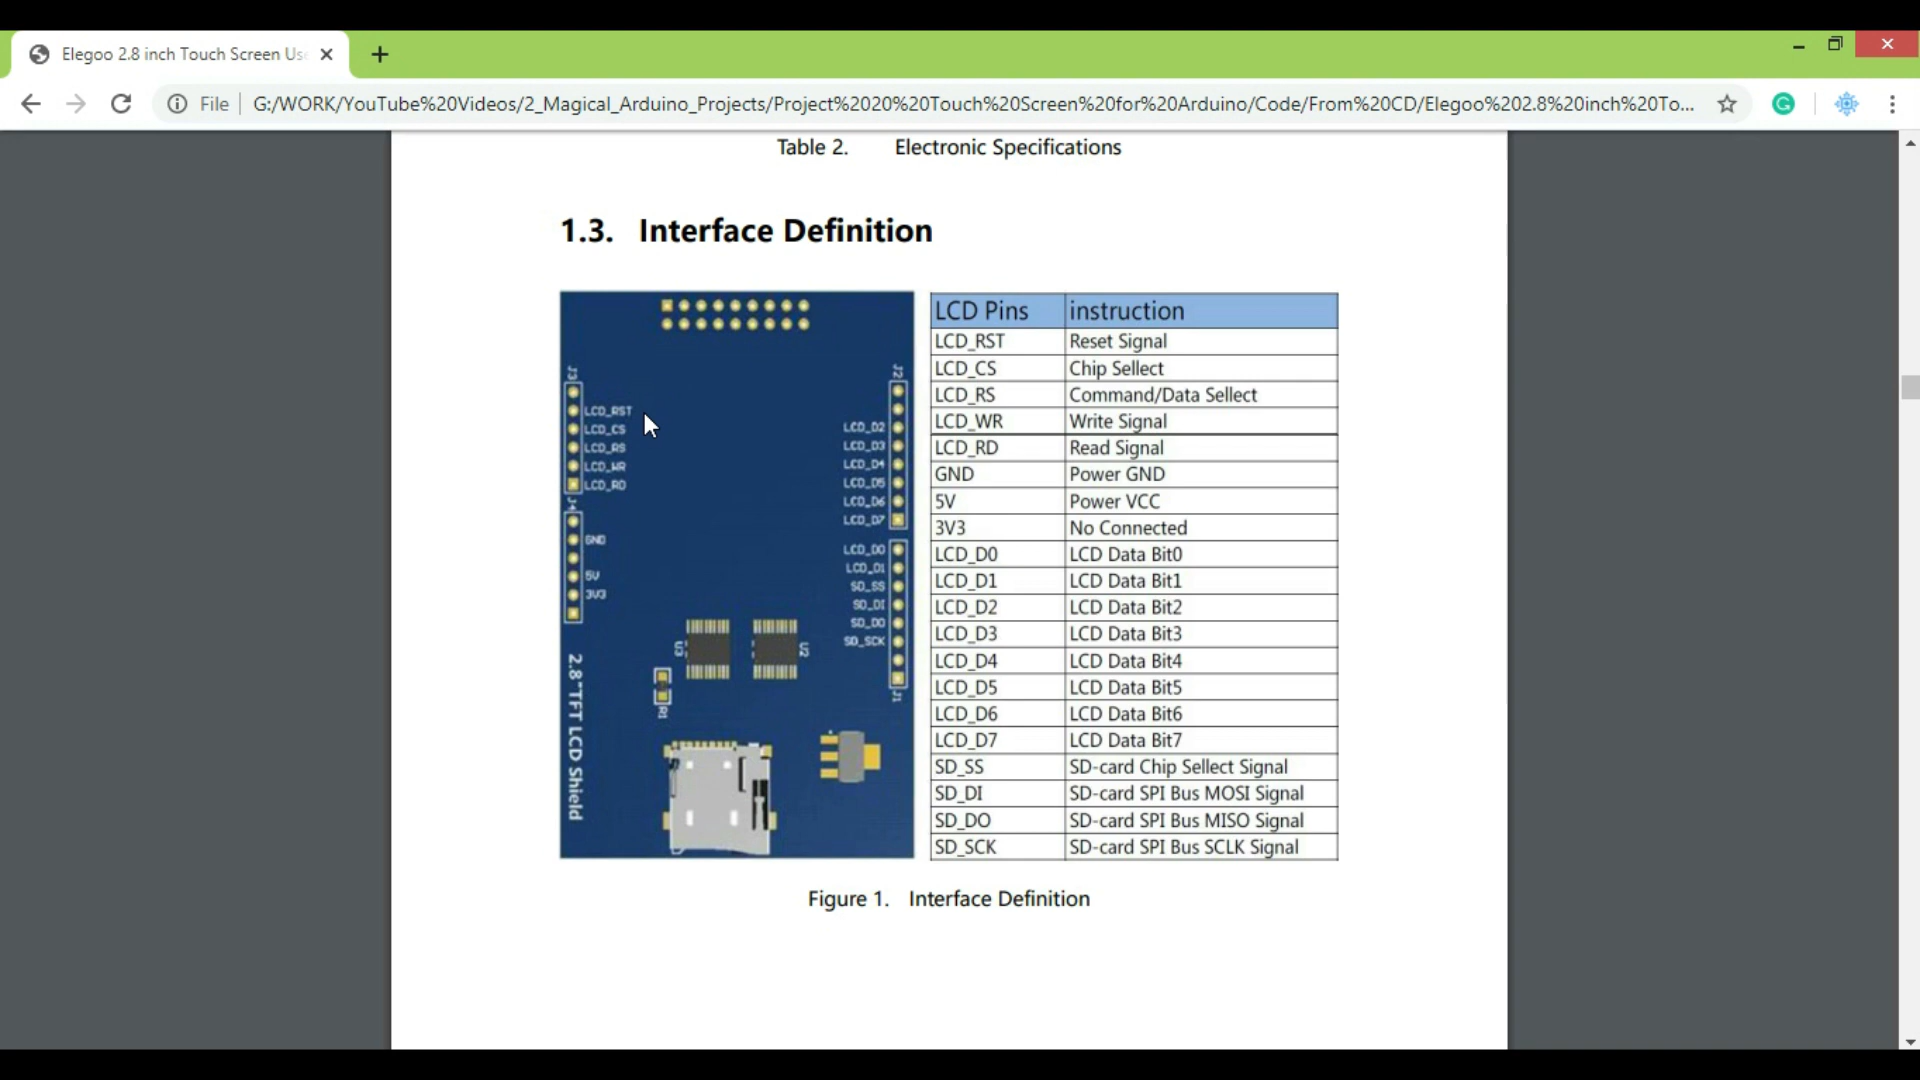 Elegoo 2.8 inch Touch Screen Us
File G:/WORK/YouTube%20Videos/2_Magical_Arduino_Projects/Project%2020%20Touch%20Screen%20for%20Arduino/Code/From%20CD/Elegoo%202.8%20inch%20To...
Table 2. Electronic Specifications
1.3. Interface Definition
J3
LCD_RST
LCD_CS
LCD_RS
LCD_WR
LCD_RD
J4
GND
5V
3V3
2.8"TFT LCD Shield
J2
LCD_D2
LCD_D3
LCD_D4
LCD_D5
LCD_D6
LCD_D7
LCD_D0
LCD_D1
SD_SS
SD_DI
SD_DO
SD_SCK
J1
U3
U2
R1
LCD Pins instruction
LCD_RST Reset Signal
LCD_CS Chip Sellect
LCD_RS Command/Data Sellect
LCD_WR Write Signal
LCD_RD Read Signal
GND Power GND
5V Power VCC
3V3 No Connected
LCD_D0 LCD Data Bit0
LCD_D1 LCD Data Bit1
LCD_D2 LCD Data Bit2
LCD_D3 LCD Data Bit3
LCD_D4 LCD Data Bit4
LCD_D5 LCD Data Bit5
LCD_D6 LCD Data Bit6
LCD_D7 LCD Data Bit7
SD_SS SD-card Chip Sellect Signal
SD_DI SD-card SPI Bus MOSI Signal
SD_DO SD-card SPI Bus MISO Signal
SD_SCK SD-card SPI Bus SCLK Signal
Figure 1. Interface Definition